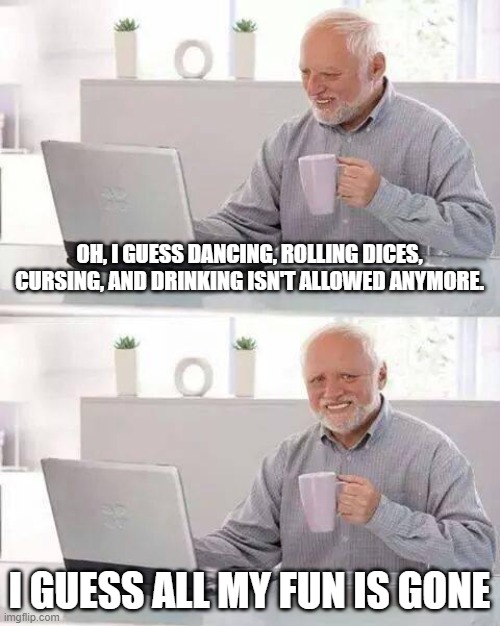 OH, I GUESS DANCING, ROLLING DICES,
CURSING, AND DRINKING ISN'T ALLOWED ANYMORE.
I GUESS ALL MY FUN IS GONE
imgflip.com